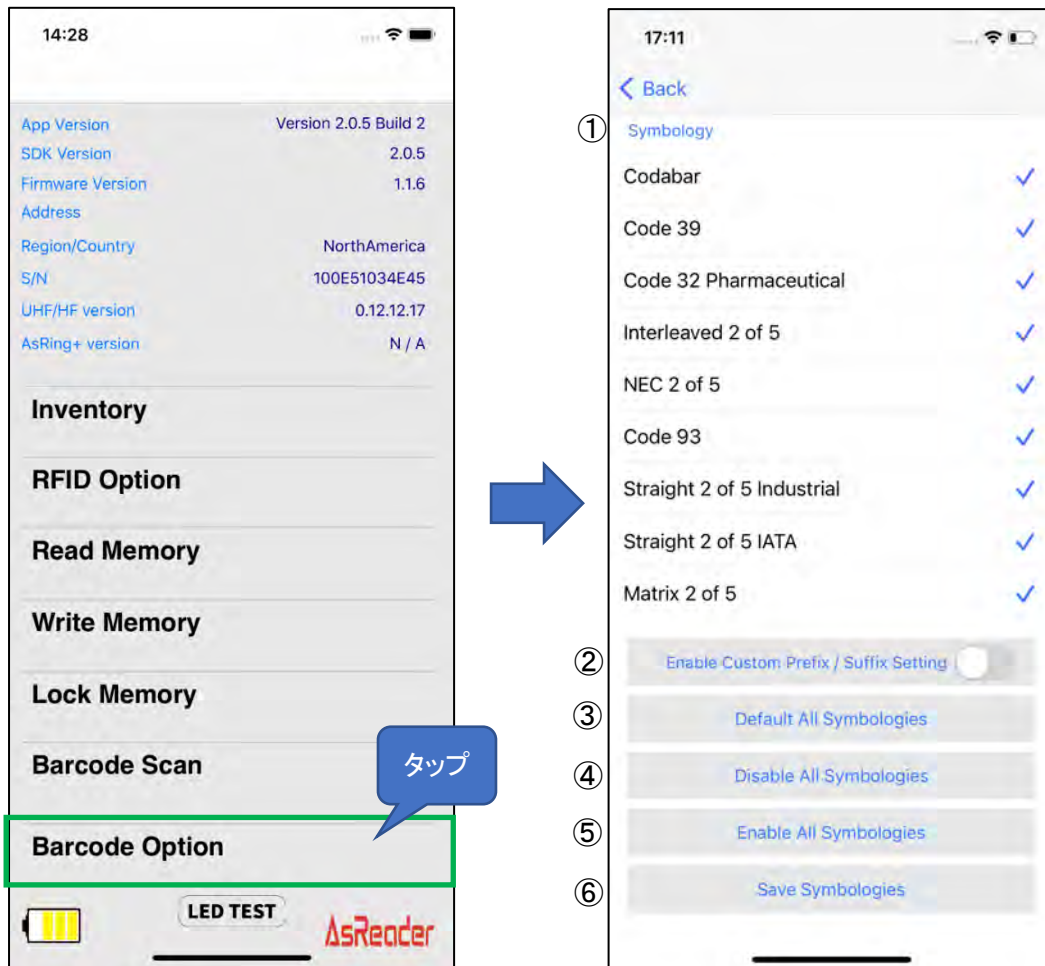 14:28
App Version Version 2.0.5 Build 2
SDK Version 2.0.5
Firmware Version 1.1.6
Address
Region/Country NorthAmerica
S/N 100E51034E45
UHF/HF version 0.12.12.17
AsRing+ version N / A
Inventory
RFID Option
Read Memory
Write Memory
Lock Memory
Barcode Scan
タップ
Barcode Option
LED TEST
AsReader
17:11
Back
① Symbology
Codabar
Code 39
Code 32 Pharmaceutical
Interleaved 2 of 5
NEC 2 of 5
Code 93
Straight 2 of 5 Industrial
Straight 2 of 5 IATA
Matrix 2 of 5
② Enable Custom Prefix / Suffix Setting
③ Default All Symbologies
④ Disable All Symbologies
⑤ Enable All Symbologies
⑥ Save Symbologies